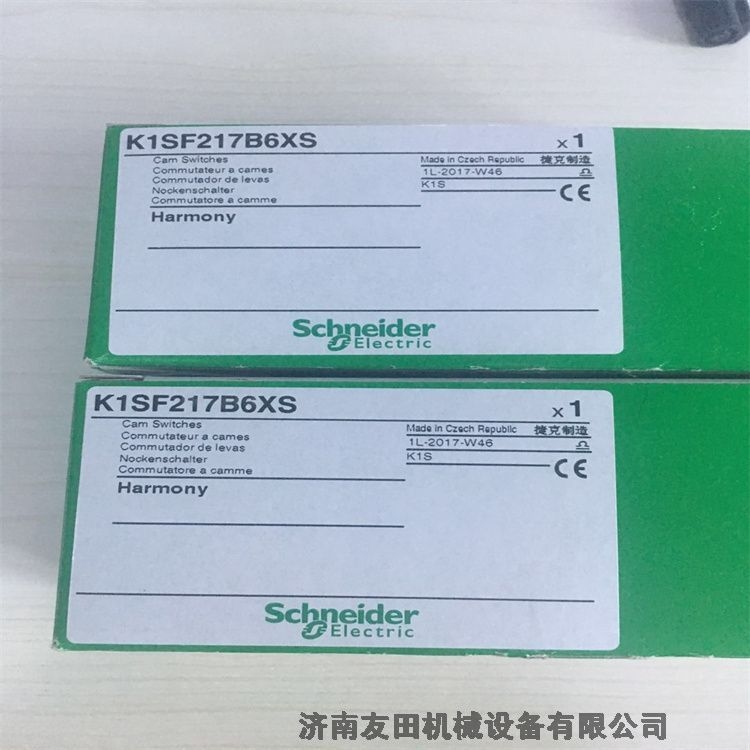 K1SF217B6XS
x1
Cam Switches
Commutateur a cames
Commutador de levas
Nockenschalter
Commutatore a camme
Harmony
Made in Czech Republic 捷克制造
1L-2017-W46
K1S
CE
Schneider
Electric
K1SF217B6XS
x1
Cam Switches
Commutateur a cames
Commutador de levas
Nockenschalter
Commutatore a camme
Harmony
Made in Czech Republic 捷克制造
1L-2017-W46
K1S
CE
Schneider
Electric
济南友田机械设备有限公司